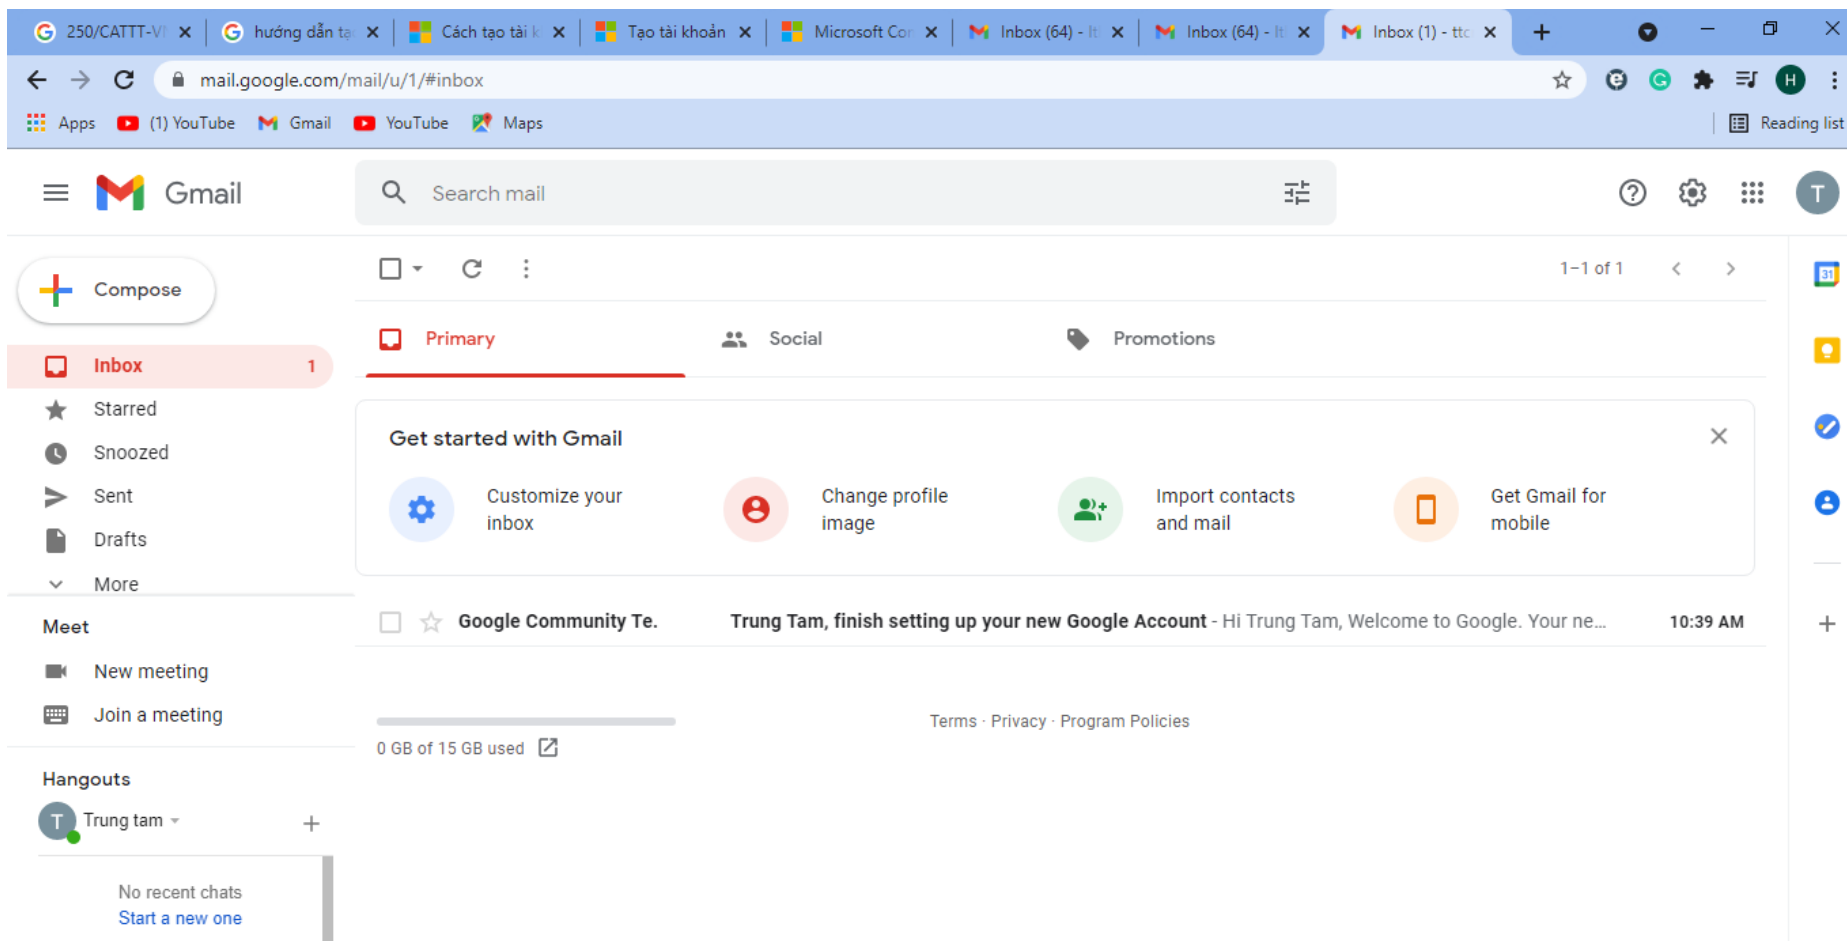 250/CATTT-V
hướng dẫn tạ
Cách tạo tài k
Tạo tài khoản
Microsoft Con
Inbox (64) - lt
Inbox (64) - lt
Inbox (1) - ttc
mail.google.com/mail/u/1/#inbox
H
Apps
(1) YouTube
Gmail
YouTube
Maps
Reading list
Gmail
Search mail
T
Compose
1–1 of 1
31
Primary
Social
Promotions
Inbox 1
Starred
Snoozed
Sent
Drafts
More
Get started with Gmail
Customize your
inbox
Change profile
image
Import contacts
and mail
Get Gmail for
mobile
Google Community Te. Trung Tam, finish setting up your new Google Account - Hi Trung Tam, Welcome to Google. Your ne… 10:39 AM
Meet
New meeting
Join a meeting
Terms · Privacy · Program Policies
0 GB of 15 GB used
Hangouts
T Trung tam
No recent chats
Start a new one